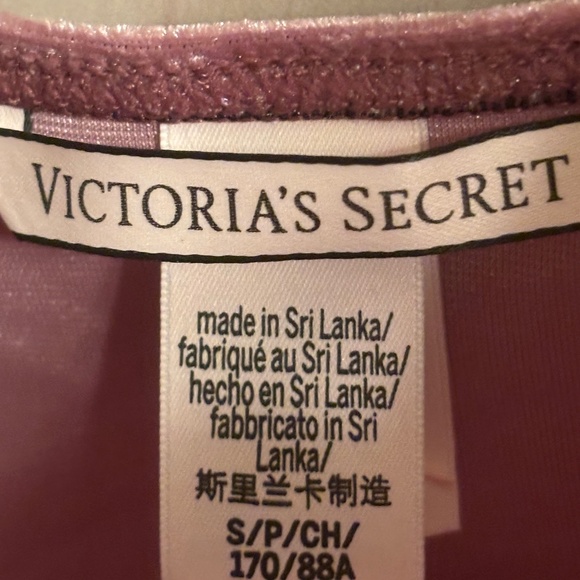 VICTORIA'S SECRET
made in Sri Lanka/
fabriqué au Sri Lanka/
hecho en Sri Lanka/
fabbricato in Sri
Lanka/
斯里兰卡制造
S/P/CH/
170/88A